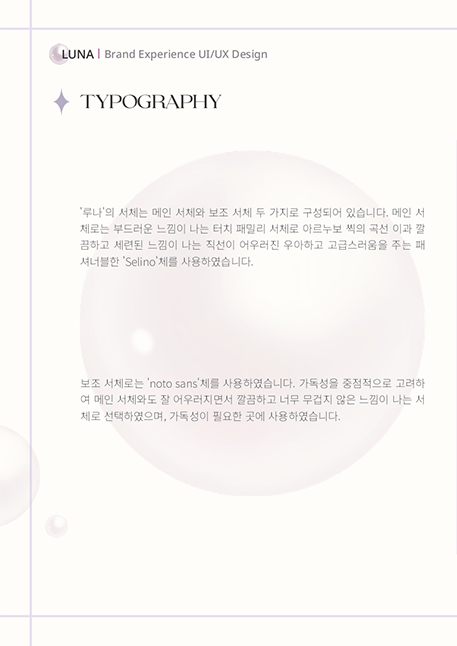 LUNA | Brand Experience UI/UX Design
TYPOGRAPHY
'루나'의 서체는 메인 서체와 보조 서체 두 가지로 구성되어 있습니다. 메인 서
체로는 부드러운 느낌이 나는 터치 패밀리 서체로 아르누보 찍의 곡선 이과 깔
끔하고 세련된 느낌이 나는 직선이 어우러진 우아하고 고급스러움을 주는 패
셔너블한 'Selino'체를 사용하였습니다.
보조 서체로는 'noto sans'체를 사용하였습니다. 가독성을 중점적으로 고려하
여 메인 서체와도 잘 어우러지면서 깔끔하고 너무 무겁지 않은 느낌이 나는 서
체로 선택하였으며, 가독성이 필요한 곳에 사용하였습니다.